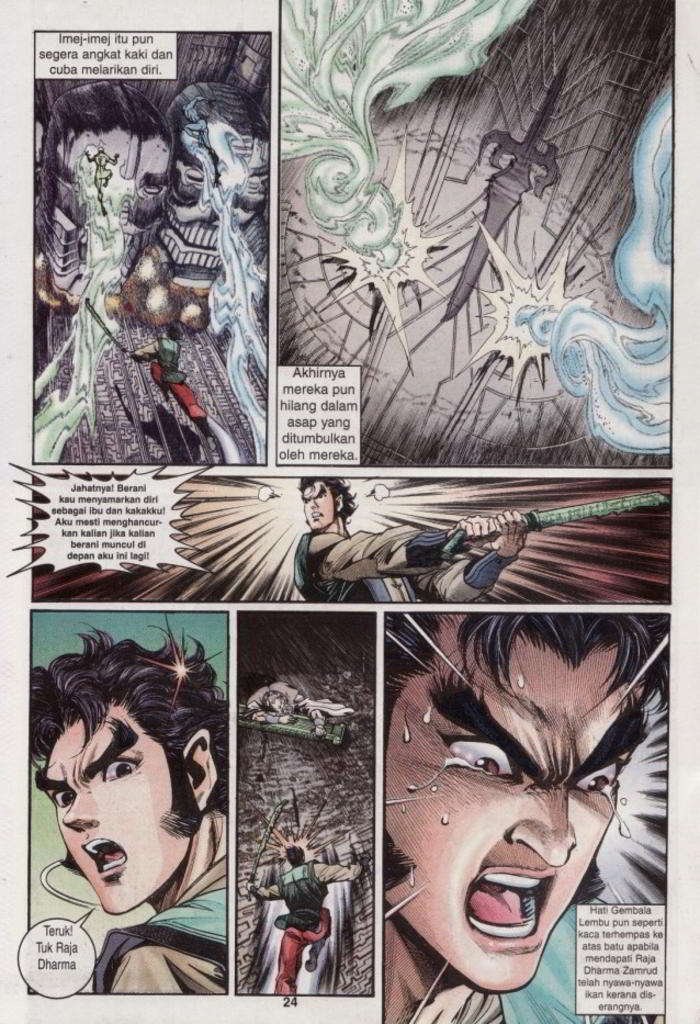 Imej-imej itu pun
segera angkat kaki dan
cuba melarikan diri.
Akhirnya
mereka pun
hilang dalam
asap yang
ditumbulkan
oleh mereka.
Jahatnya! Berani
kau menyamarkan diri
sebagai ibu dan kakakku!
Aku mesti menghancur-
kan kalian jika kalian
berani muncul di
depan aku ini lagi!
Teruk!
Tuk Raja
Dharma
Hati Gembala
Lembu pun seperti
kaca terhempas ke
atas batu apabila
mendapati Raja
Dharma Zamrud
telah nyawa-nyawa
ikan kerana dis-
erangnya.
24